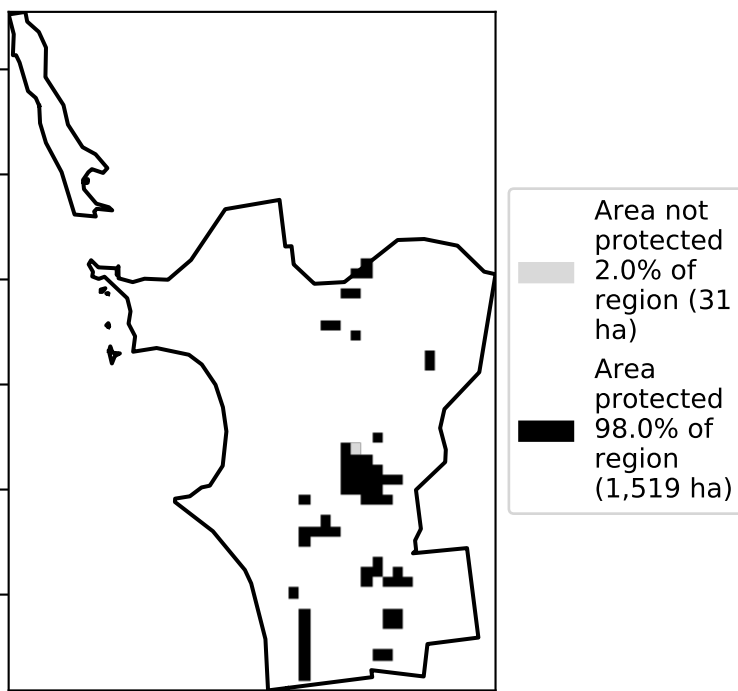 Area not
protected
2.0% of
region (31
ha)
Area
protected
98.0% of
region
(1,519 ha)